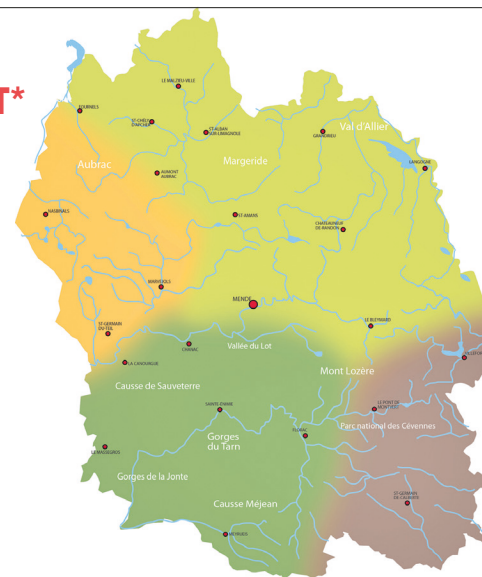 T*
LE MALZIEU-VILLE
FOURNELS
ST-CHELY
D'APCHER
ST-ALBAN
SUR LIMAGNOLE
GRANDRIEU
Val d'Allier
Aubrac
Margeride
LANGOGNE
AUMONT
AUBRAC
NASBINALS
ST-AMANS
CHATEAUNEUF
DE RANDON
MARVEJOLS
MENDE
ST-GERMAIN
DU TEIL
LE BLEYMARD
CHANAC
Vallée du Lot
LA CANOURGUE
Mont Lozère
Causse de Sauveterre
SAINTE-ENIMIE
LE PONT DE
MONTVERT
Parc national des Cévennes
Gorges
du Tarn
FLORAC
LE MASSEGROS
Gorges de la Jonte
ST-GERMAIN
DE CALBERTE
Causse Méjean
MEYRUEIS